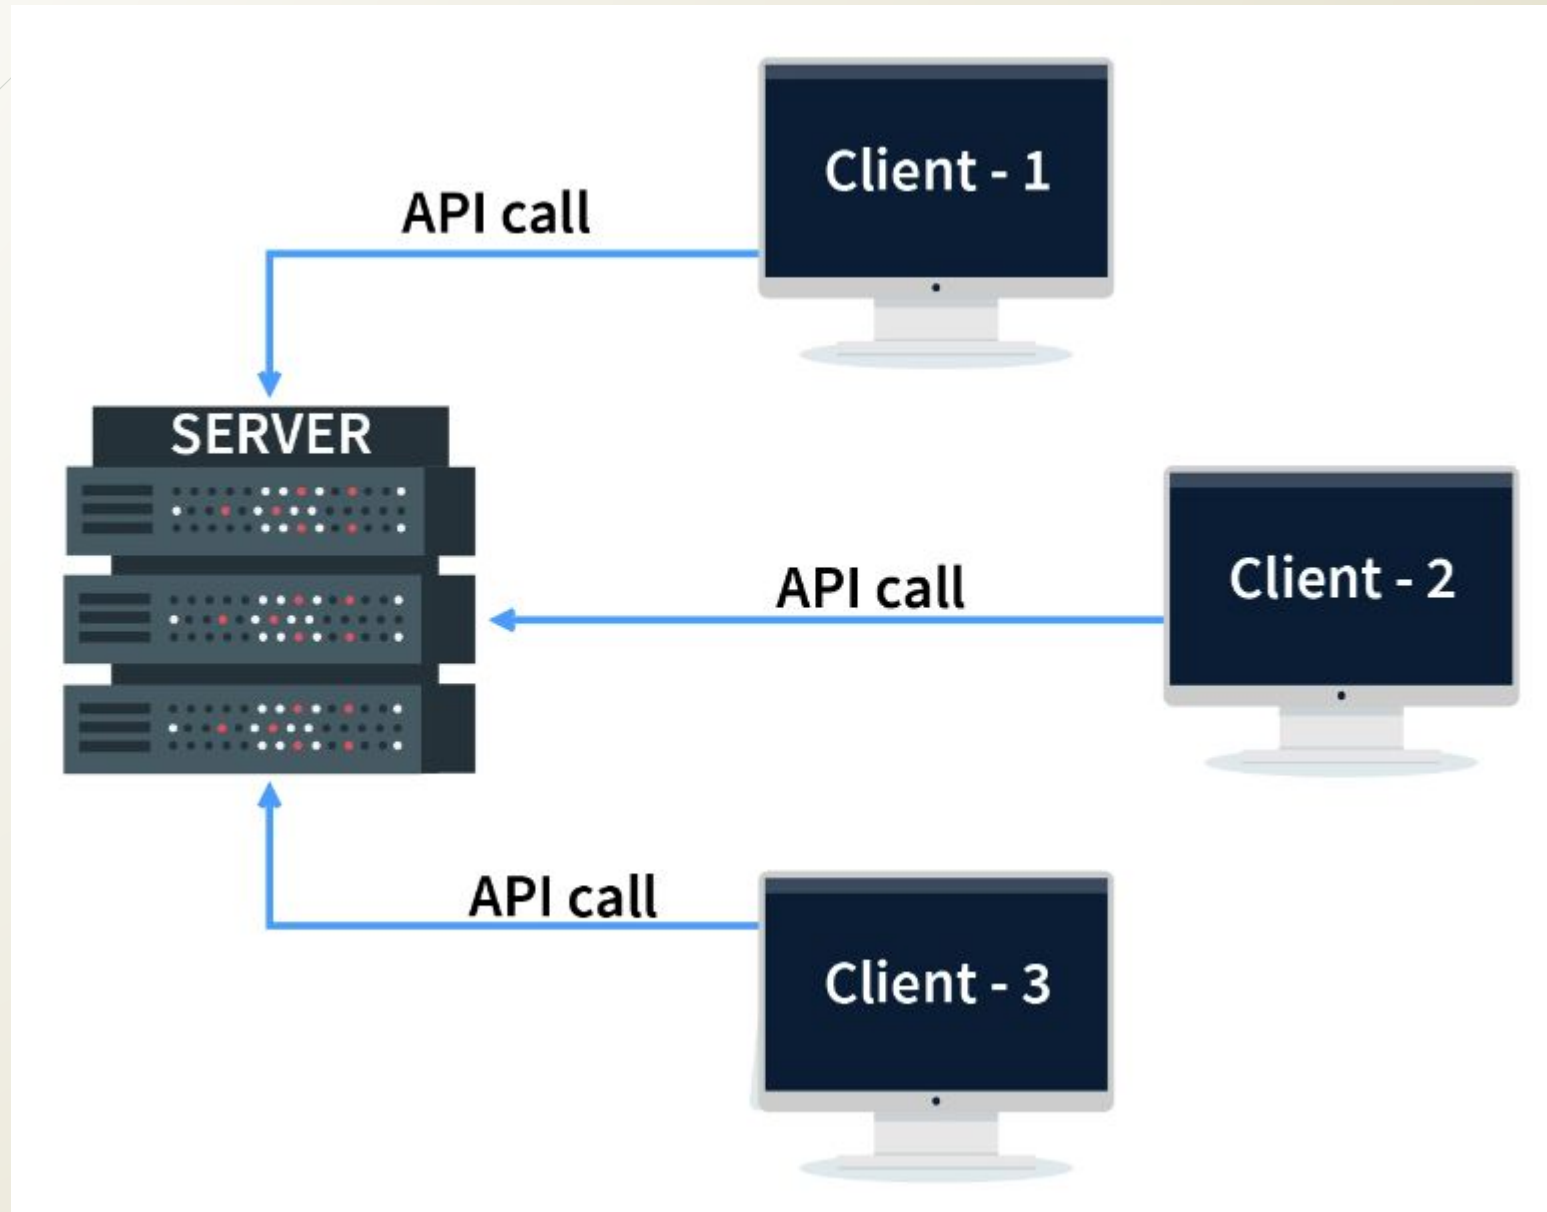 Client - 1
API call
SERVER
API call
Client - 2
API call
Client - 3